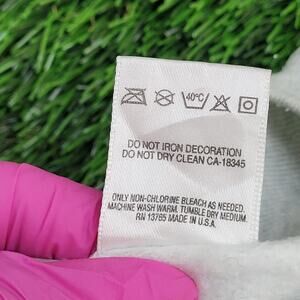 40°C
DO NOT IRON DECORATION
DO NOT DRY CLEAN CA-18345
ONLY NON-CHLORINE BLEACH AS NEEDED.
MACHINE WASH WARM. TUMBLE DRY MEDIUM.
RN 13765 MADE IN U.S.A.